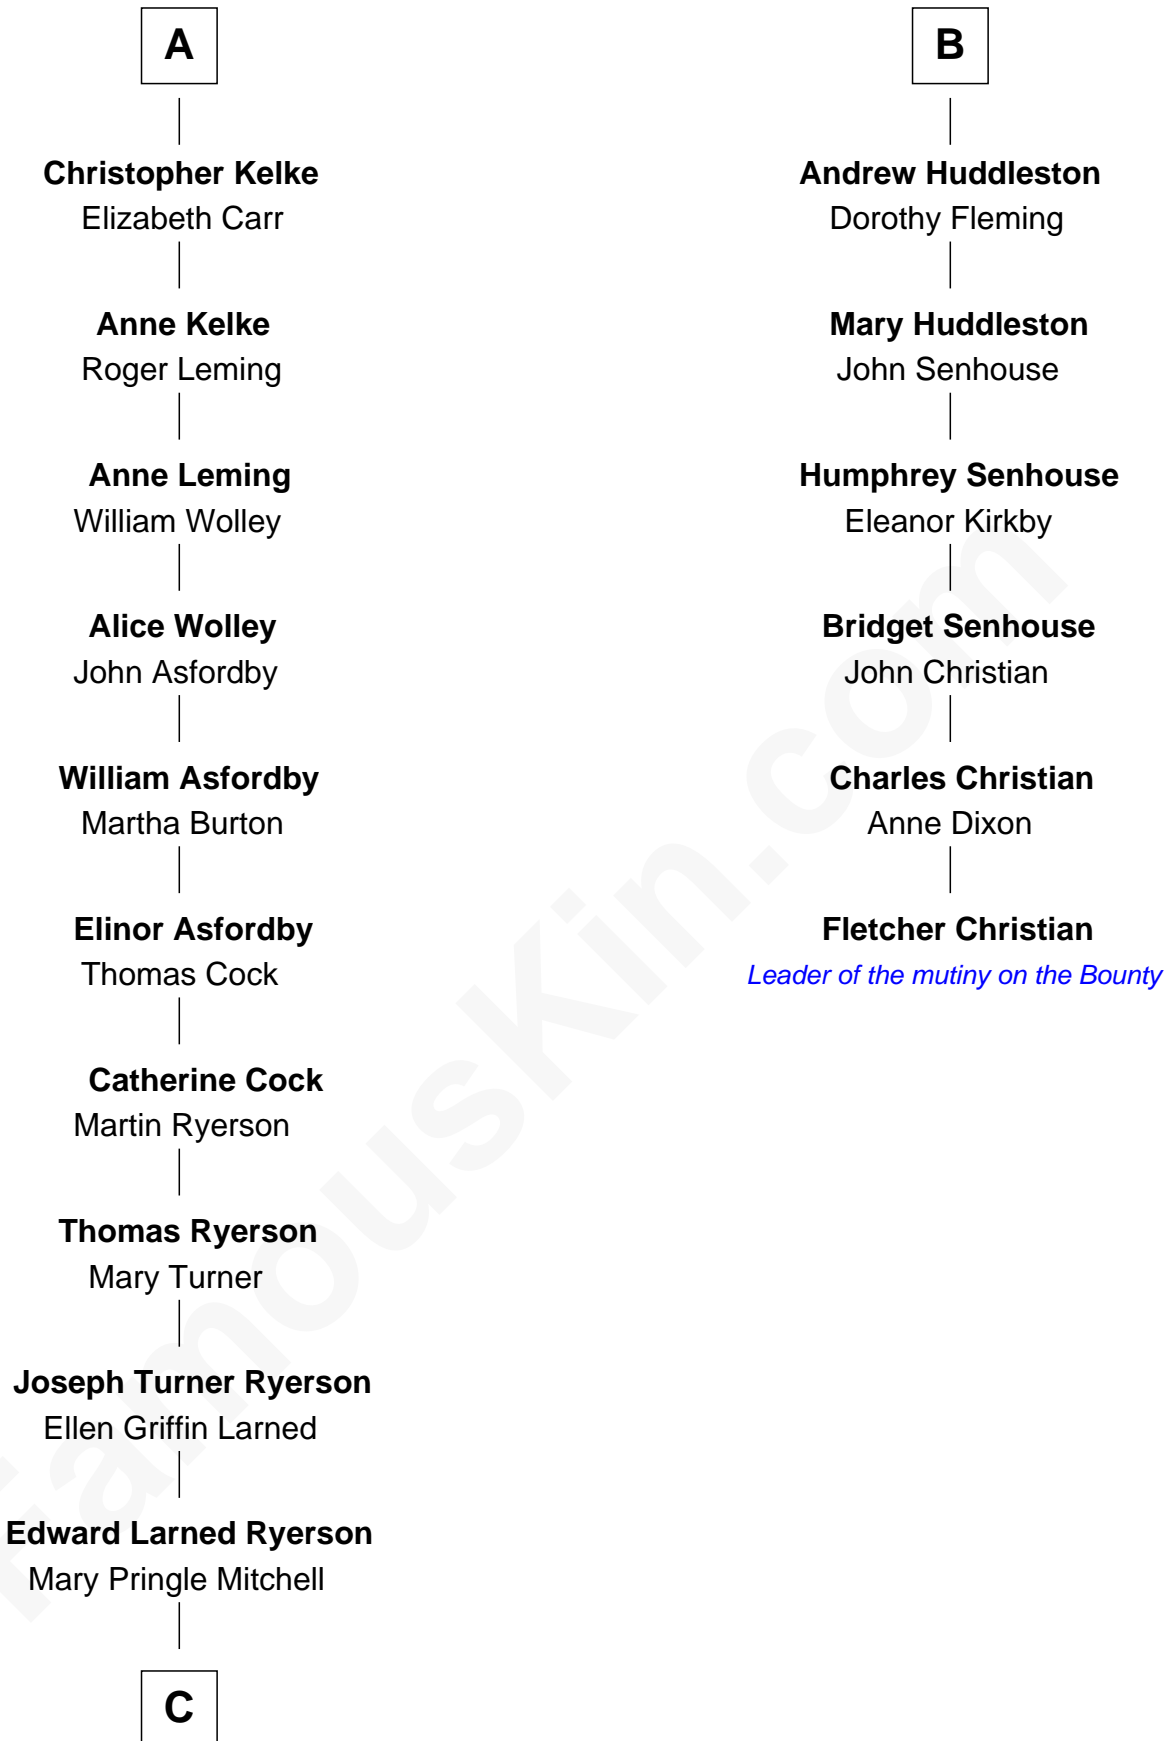 A
Christopher Kelke
Elizabeth Carr
Anne Kelke
Roger Leming
Anne Leming
William Wolley
Alice Wolley
John Asfordby
William Asfordby
Martha Burton
Elinor Asfordby
Thomas Cock
Catherine Cock
Martin Ryerson
Thomas Ryerson
Mary Turner
Joseph Turner Ryerson
Ellen Griffin Larned
Edward Larned Ryerson
Mary Pringle Mitchell
C
B
Andrew Huddleston
Dorothy Fleming
Mary Huddleston
John Senhouse
Humphrey Senhouse
Eleanor Kirkby
Bridget Senhouse
John Christian
Charles Christian
Anne Dixon
Fletcher Christian
Leader of the mutiny on the Bounty
FamousKin.com